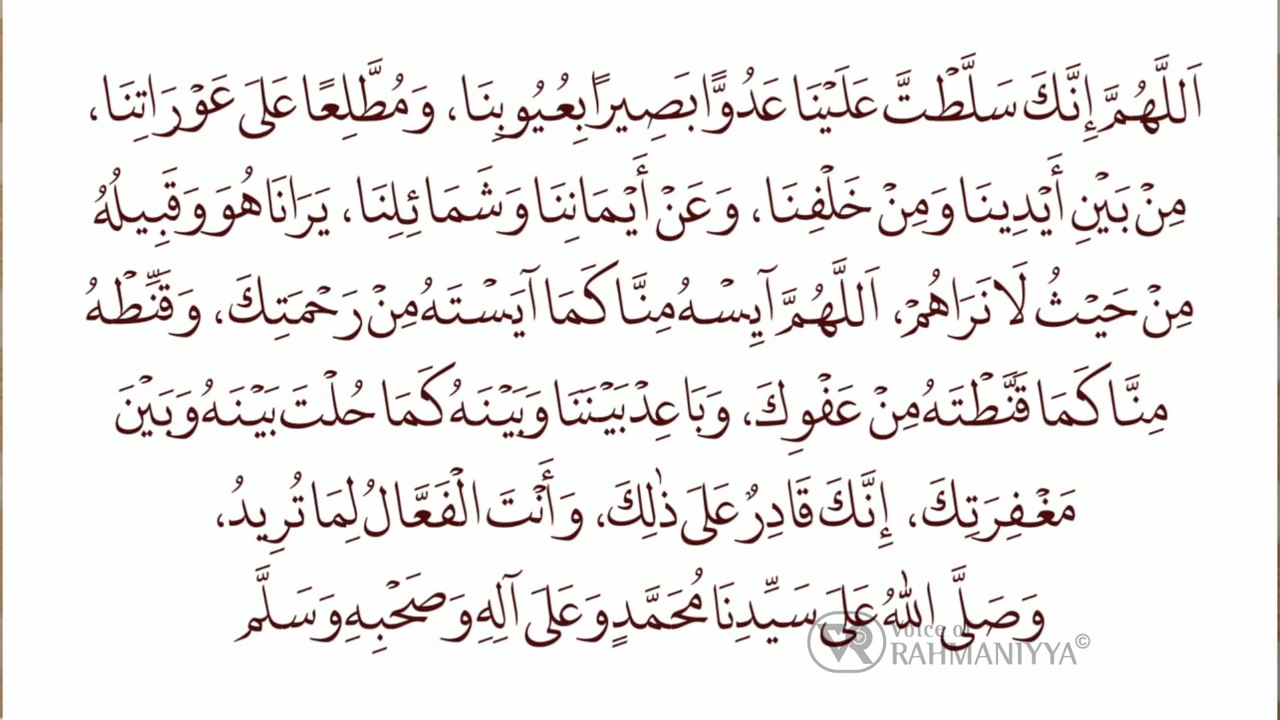 اَللَّهُمَّ إِنَّكَ سَلَّطْتَّ عَلَيْنَا عَدُوًّا بَصِيرًا بِعُيُوبِنَا، وَمُطَّلِعًا عَلَى عَوْرَاتِنَا،
مِنْ بَيْنِ أَيْدِينَا وَمِنْ خَلْفِنَا، وَعَنْ أَيْمَانِنَا وَشَمَائِلِنَا، يَرَانَا هُوَ وَقَبِيلُهُ
مِنْ حَيْثُ لَا نَرَاهُمْ، اَللَّهُمَّ آيِسْهُ مِنَّا كَمَا آيَسْتَهُ مِنْ رَحْمَتِكَ، وَقَنِّطْهُ
مِنَّا كَمَا قَنَّطْتَهُ مِنْ عَفْوِكَ، وَبَاعِدْ بَيْنَنَا وَبَيْنَهُ كَمَا حُلْتَ بَيْنَهُ وَبَيْنَ
مَغْفِرَتِكَ، إِنَّكَ قَادِرٌ عَلَى ذٰلِكَ، وَأَنْتَ الْفَعَّالُ لِمَا تُرِيدُ،
وَصَلَّى اللهُ عَلَى سَيِّدِنَا مُحَمَّدٍ وَعَلَى آلِهِ وَصَحْبِهِ وَسَلَّم
Voice of
RAHMANIYYA©